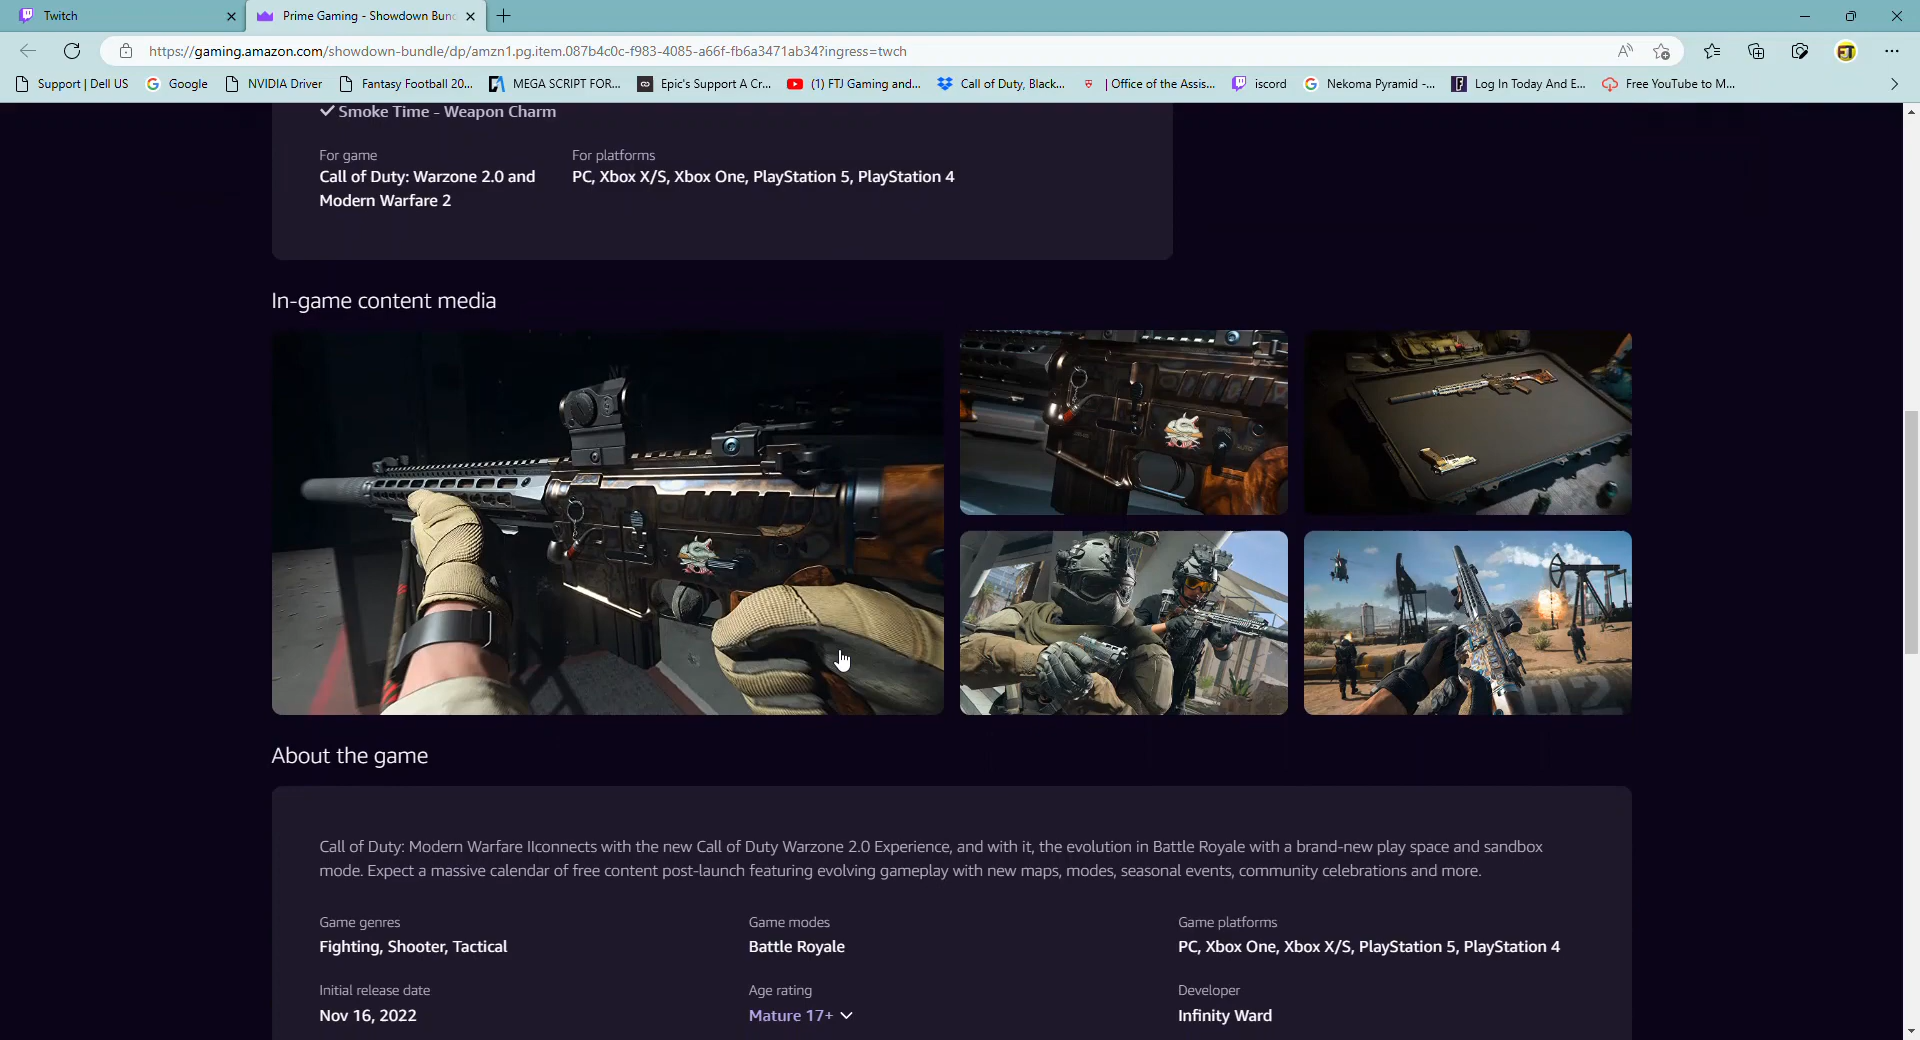 Twitch
Prime Gaming - Showdown Bun
https://gaming.amazon.com/showdown-bundle/dp/amzn1.pg.item.087b4c0c-f983-4085-a66f-fb6a3471ab34?ingress=twch
Support | Dell US
Google
NVIDIA Driver
Fantasy Football 20...
MEGA SCRIPT FOR...
Epic's Support A Cr...
(1) FTJ Gaming and...
Call of Duty, Black...
| Office of the Assis...
iscord
Nekoma Pyramid -...
Log In Today And E...
Free YouTube to M...
Smoke Time - Weapon Charm
For game
Call of Duty: Warzone 2.0 and
Modern Warfare 2
For platforms
PC, Xbox X/S, Xbox One, PlayStation 5, PlayStation 4
In-game content media
About the game
Call of Duty: Modern Warfare IIconnects with the new Call of Duty Warzone 2.0 Experience, and with it, the evolution in Battle Royale with a brand-new play space and sandbox
mode. Expect a massive calendar of free content post-launch featuring evolving gameplay with new maps, modes, seasonal events, community celebrations and more.
Game genres
Fighting, Shooter, Tactical
Game modes
Battle Royale
Game platforms
PC, Xbox One, Xbox X/S, PlayStation 5, PlayStation 4
Initial release date
Nov 16, 2022
Age rating
Mature 17+
Developer
Infinity Ward